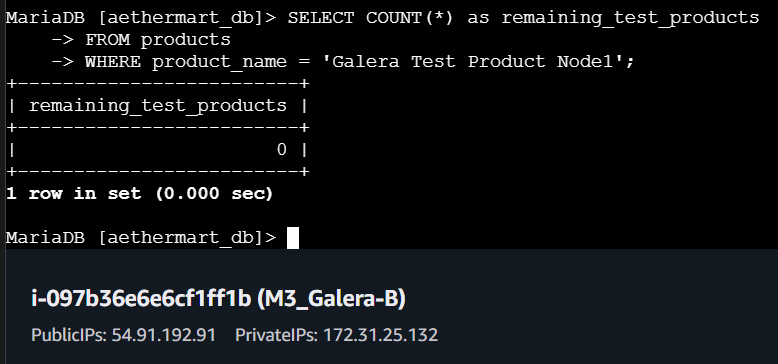 MariaDB [aethermart_db]> SELECT COUNT(*) as remaining_test_products
    -> FROM products
    -> WHERE product_name = 'Galera Test Product Node1';
+-------------------------+
| remaining_test_products |
+-------------------------+
|                       0 |
+-------------------------+
1 row in set (0.000 sec)
MariaDB [aethermart_db]>
i-097b36e6e6cf1ff1b (M3_Galera-B)
PublicIPs: 54.91.192.91 PrivateIPs: 172.31.25.132